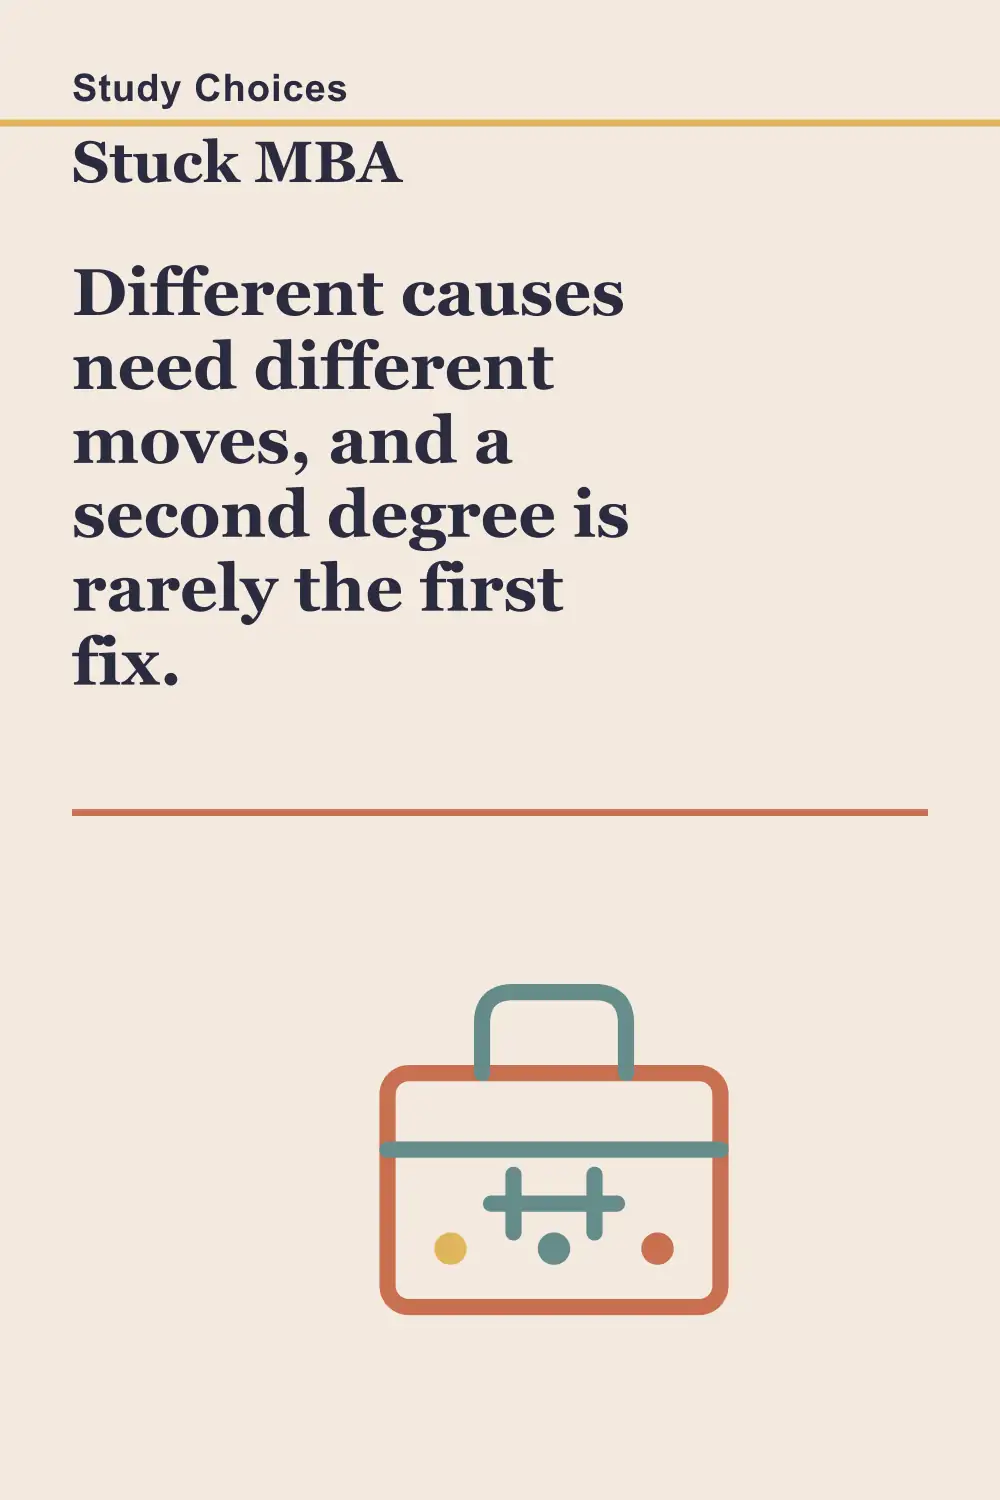 Study Choices
Stuck MBA
Different causes
need different
moves, and a
second degree is
rarely the first
fix.